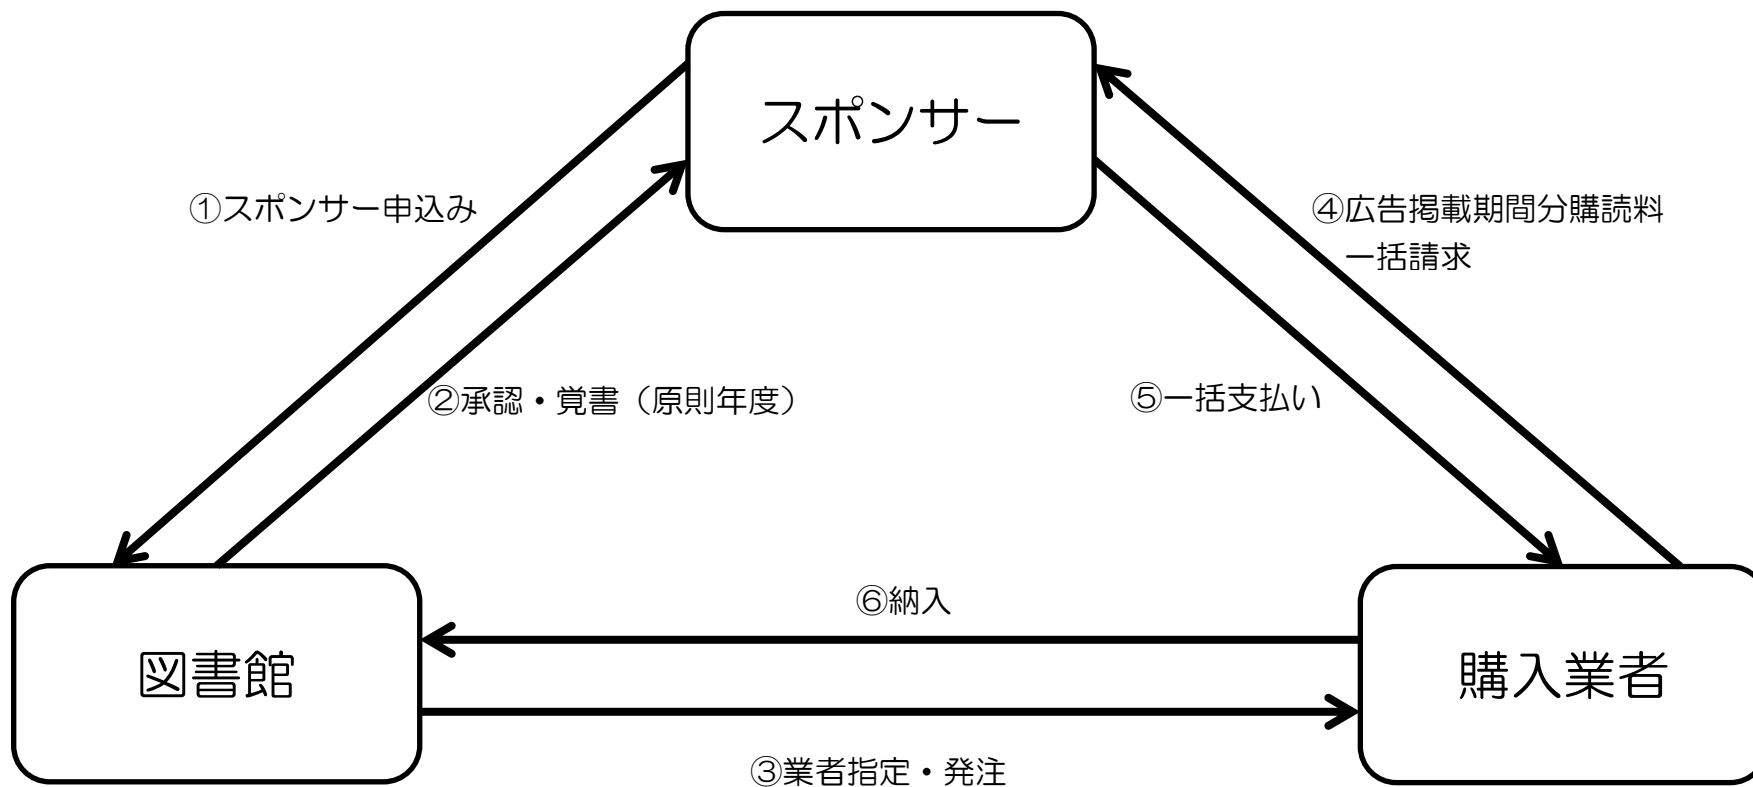 スポンサー
①スポンサー申込み
④広告掲載期間分購読料
一括請求
②承認・覚書（原則年度）
⑤一括支払い
⑥納入
図書館
購入業者
③業者指定・発注